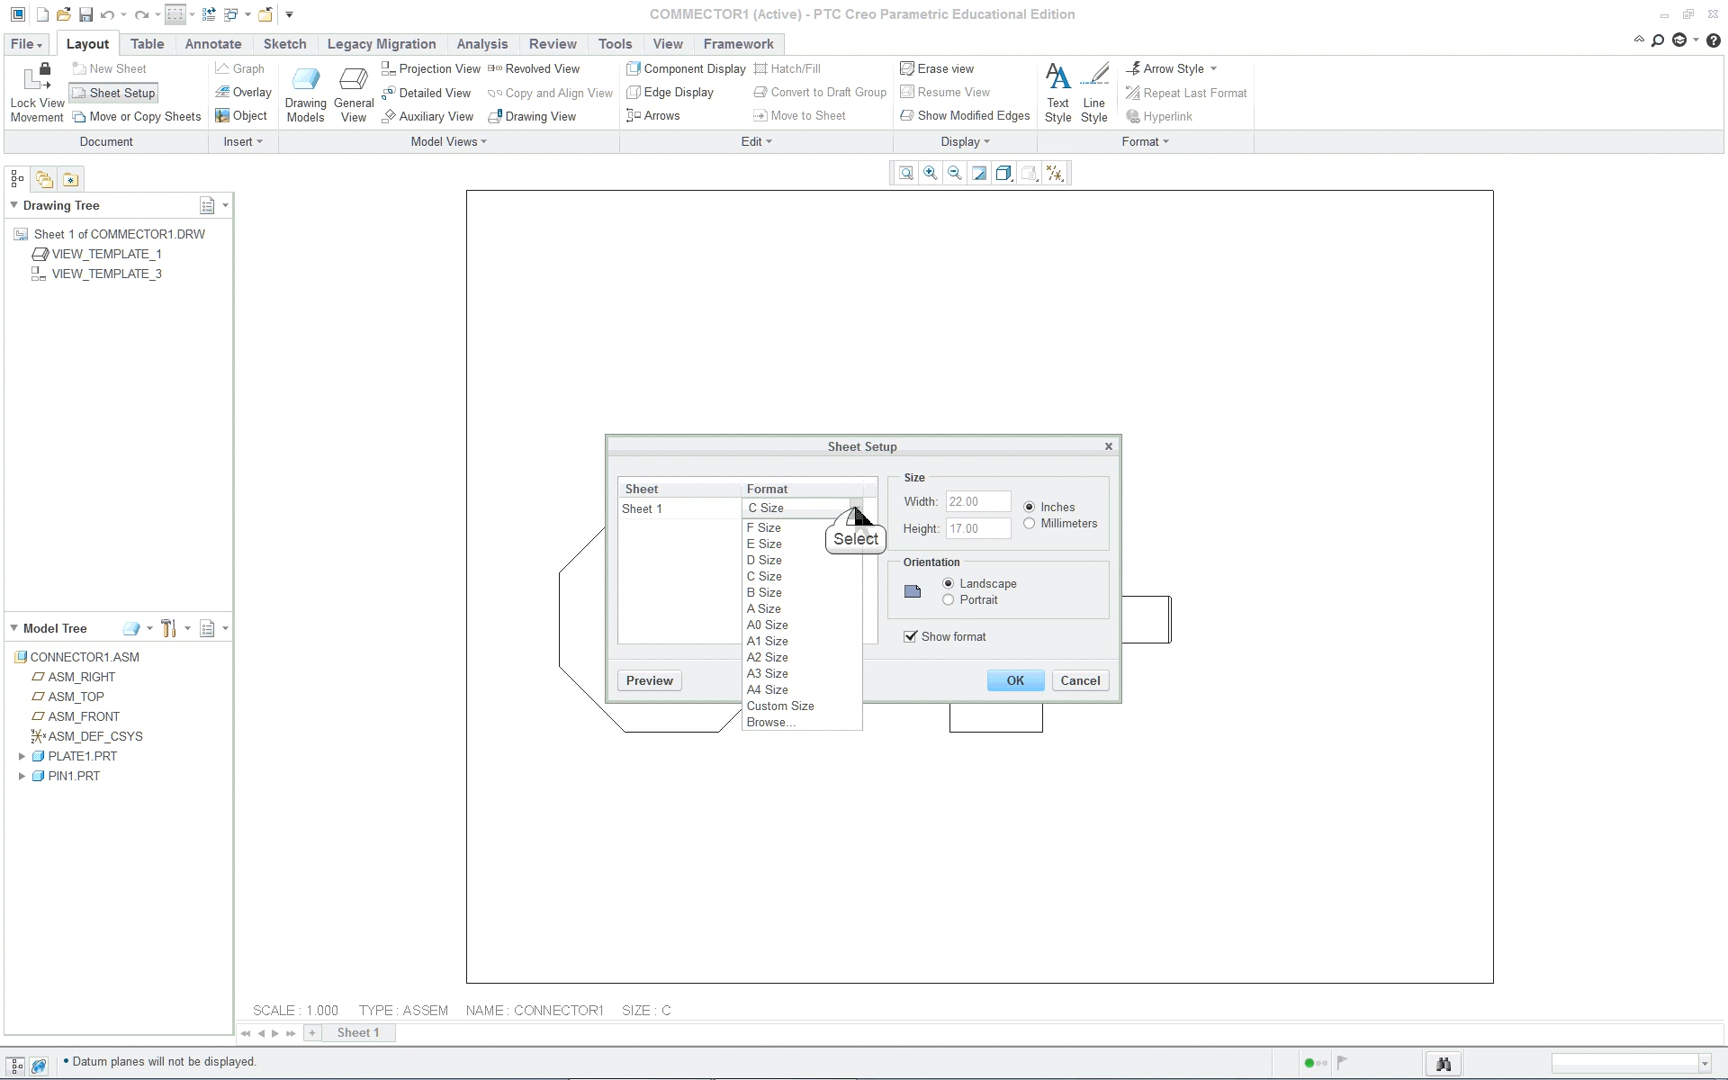 COMMECTOR1 (Active) - PTC Creo Parametric Educational Edition
File Layout Table Annotate Sketch Legacy Migration Analysis Review Tools View Framework
New Sheet
Sheet Setup
Move or Copy Sheets
Lock View
Movement
Graph
Overlay
Object
Drawing
Models
General
View
Projection View
Detailed View
Auxiliary View
Revolved View
Copy and Align View
Drawing View
Component Display
Edge Display
Arrows
Hatch/Fill
Convert to Draft Group
Move to Sheet
Erase view
Resume View
Show Modified Edges
Text
Style
Line
Style
Arrow Style
Repeat Last Format
Hyperlink
Document Insert Model Views Edit Display Format
Drawing Tree
Sheet 1 of COMMECTOR1.DRW
VIEW_TEMPLATE_1
VIEW_TEMPLATE_3
Model Tree
CONNECTOR1.ASM
ASM_RIGHT
ASM_TOP
ASM_FRONT
ASM_DEF_CSYS
PLATE1.PRT
PIN1.PRT
Sheet Setup
Sheet Format
Sheet 1 C Size
F Size
E Size
D Size
C Size
B Size
A Size
A0 Size
A1 Size
A2 Size
A3 Size
A4 Size
Custom Size
Browse...
Select
Size
Width: 22.00
Height: 17.00
Inches
Millimeters
Orientation
Landscape
Portrait
Show format
Preview OK Cancel
SCALE : 1.000 TYPE : ASSEM NAME : CONNECTOR1 SIZE : C
Sheet 1
• Datum planes will not be displayed.